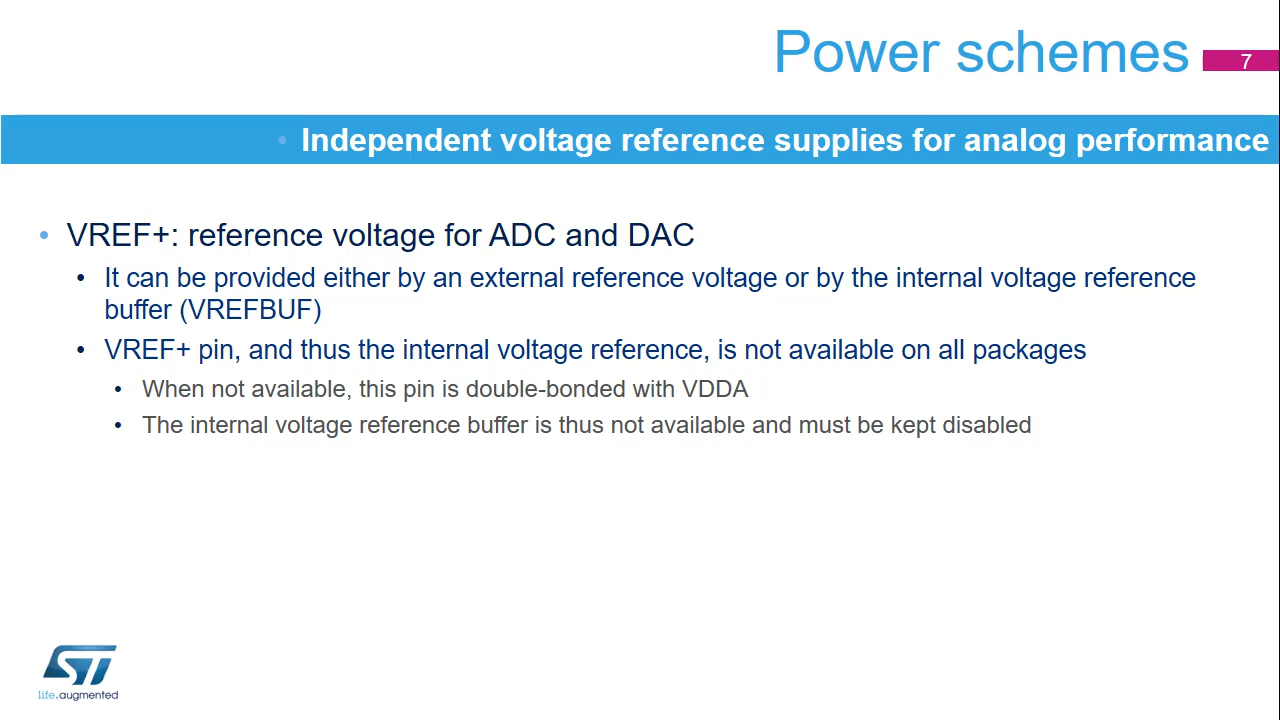 Power schemes
7
• Independent voltage reference supplies for analog performance
• VREF+: reference voltage for ADC and DAC
• It can be provided either by an external reference voltage or by the internal voltage reference
buffer (VREFBUF)
• VREF+ pin, and thus the internal voltage reference, is not available on all packages
• When not available, this pin is double-bonded with VDDA
• The internal voltage reference buffer is thus not available and must be kept disabled
ST
life.augmented